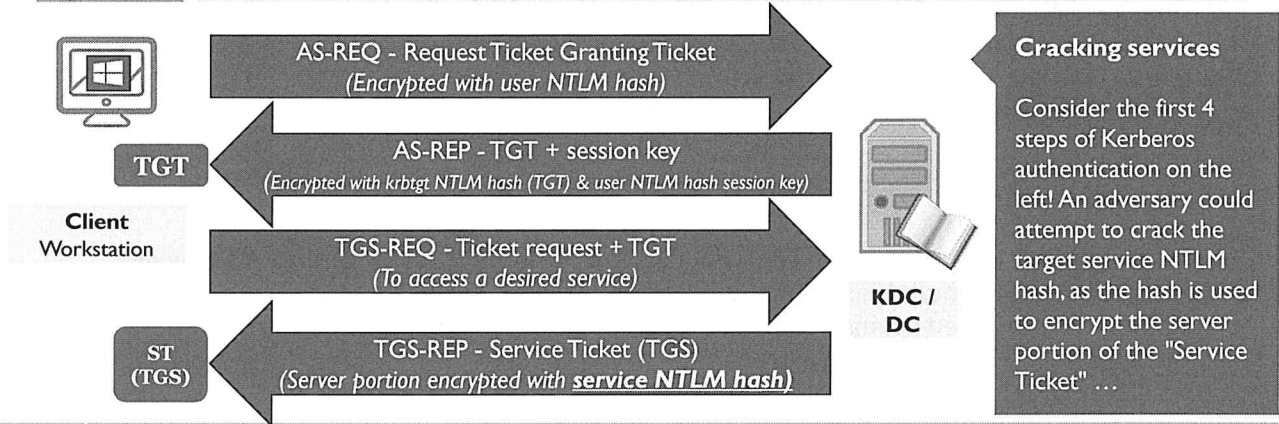 AS-REQ - Request Ticket Granting Ticket
(Encrypted with user NTLM hash)
AS-REP - TGT + session key
(Encrypted with krbtgt NTLM hash (TGT) & user NTLM hash session key)
TGT
Client
Workstation
TGS-REQ - Ticket request + TGT
(To access a desired service)
KDC /
DC
ST
(TGS)
TGS-REP - Service Ticket (TGS)
(Server portion encrypted with service NTLM hash)
Cracking services
Consider the first 4
steps of Kerberos
authentication on the
left! An adversary could
attempt to crack the
target service NTLM
hash, as the hash is used
to encrypt the server
portion of the "Service
Ticket" …